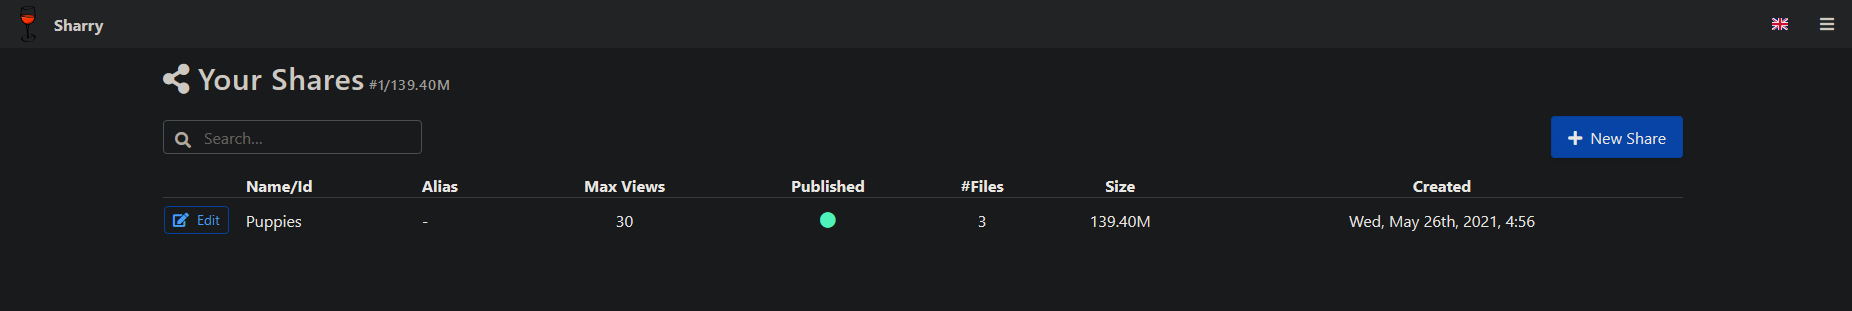 Sharry
Your Shares #1/139.40M
Search...
New Share
Name/Id Alias Max Views Published #Files Size Created
Edit Puppies - 30 3 139.40M Wed, May 26th, 2021, 4:56